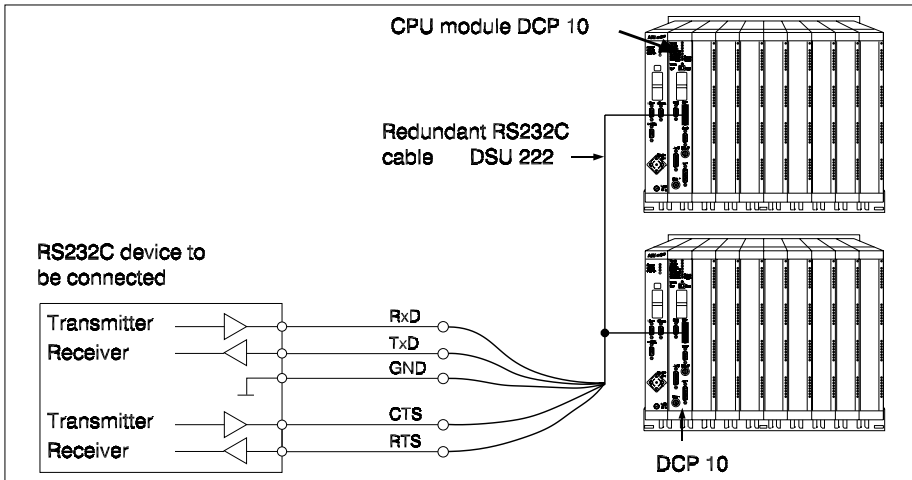 CPU module DCP 10
Redundant RS232C
cable DSU 222
RS232C device to
be connected
Transmitter
Receiver
Transmitter
Receiver
RxD
TxD
GND
CTS
RTS
DCP 10